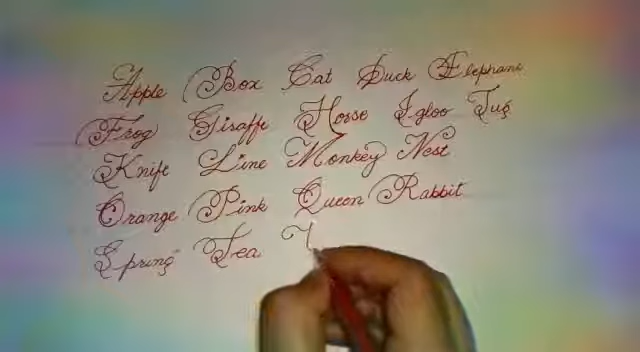 Apple Box Cat Duck Elephant
Frog Giraffe Horse Igloo Jug
Knife Line Monkey Nest
Orange Pink Queen Rabbit
Spring Tea